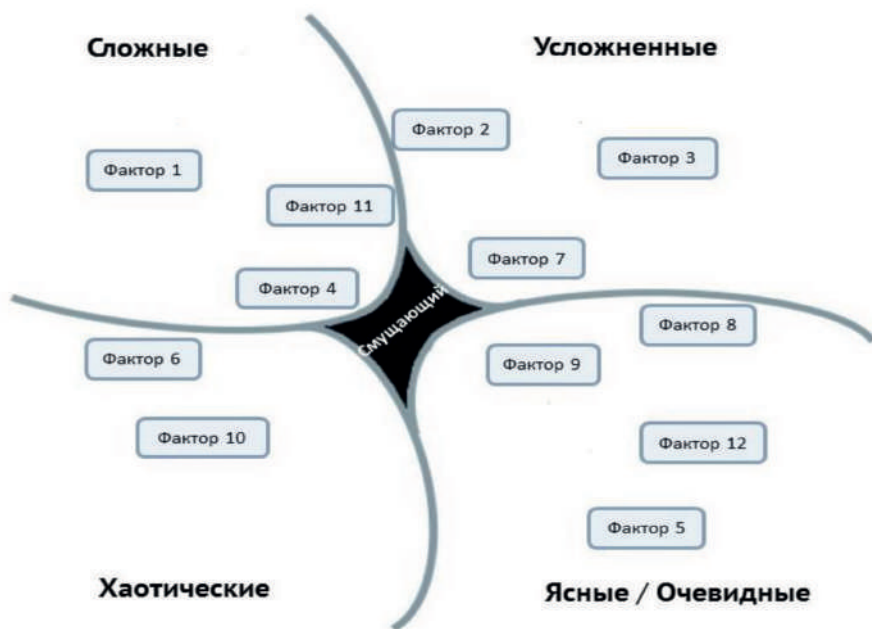 Сложные
Усложненные
Фактор 2
Фактор 1
Фактор 3
Фактор 11
Фактор 7
Фактор 4
Смущающий
Фактор 8
Фактор 6
Фактор 9
Фактор 10
Фактор 12
Фактор 5
Хаотические
Ясные / Очевидные